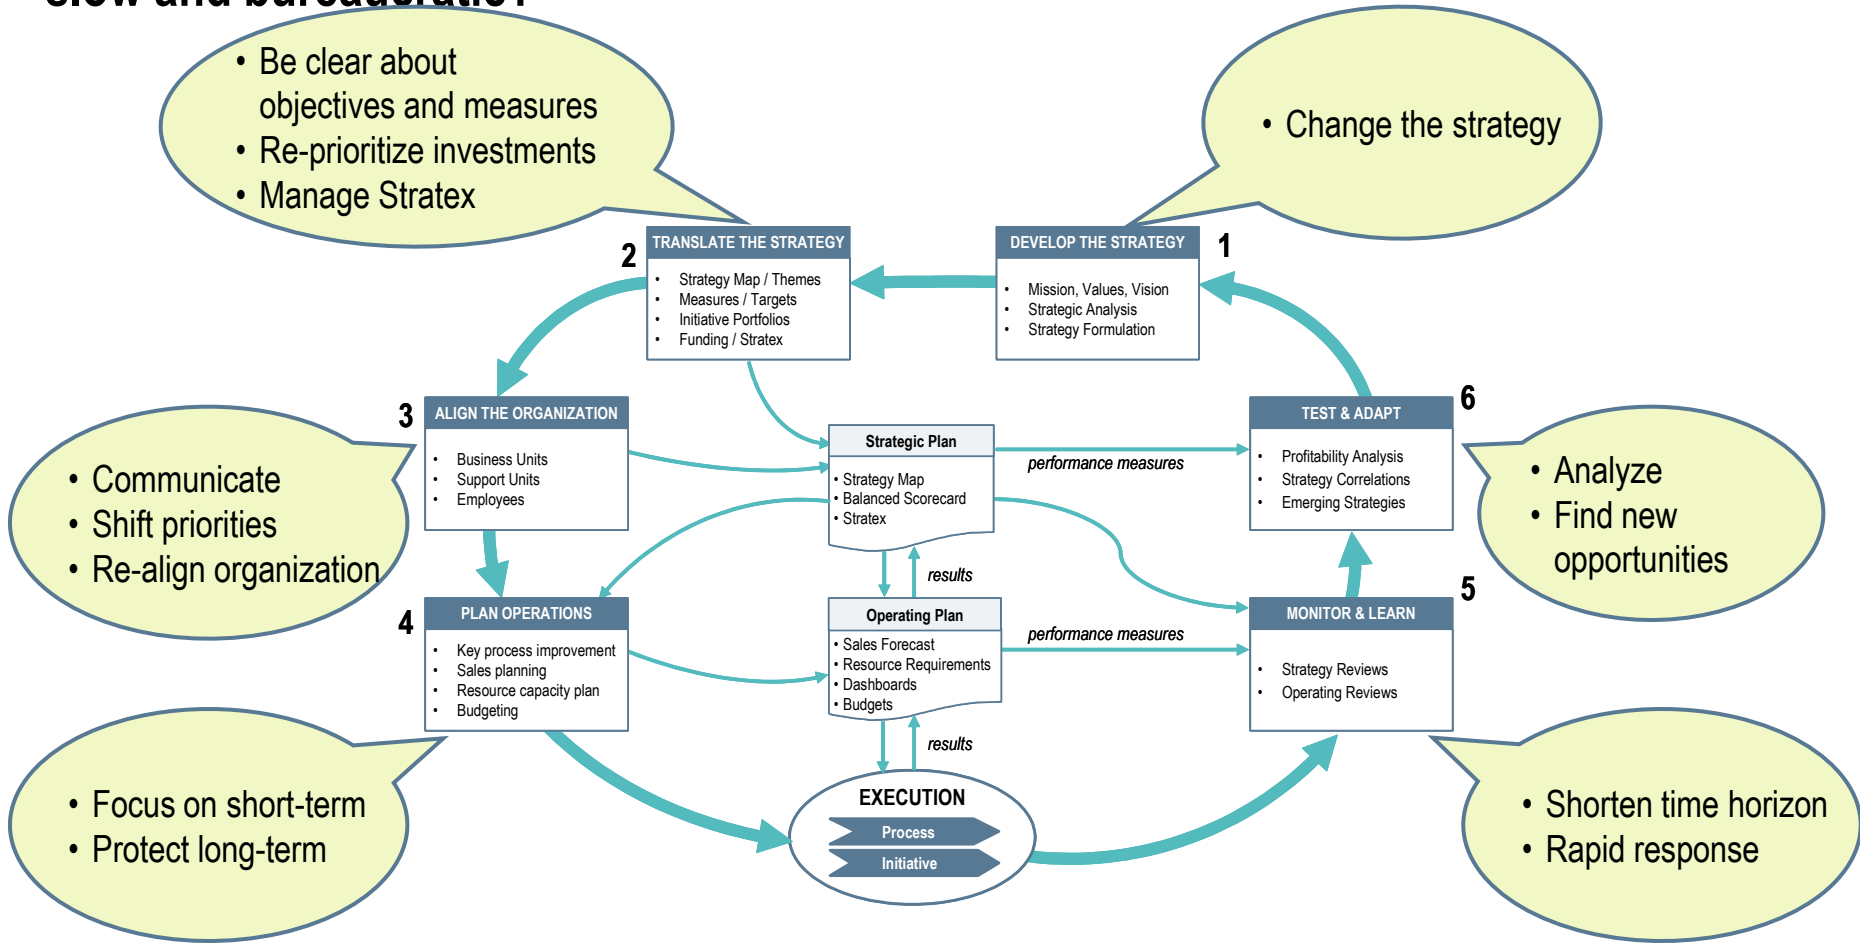 slow and bureaucratic?
• Be clear about
objectives and measures
• Re-prioritize investments
• Manage Stratex
• Change the strategy
2
TRANSLATE THE STRATEGY
• Strategy Map / Themes
• Measures / Targets
• Initiative Portfolios
• Funding / Stratex
DEVELOP THE STRATEGY
1
• Mission, Values, Vision
• Strategic Analysis
• Strategy Formulation
3
ALIGN THE ORGANIZATION
• Business Units
• Support Units
• Employees
• Communicate
• Shift priorities
• Re-align organization
Strategic Plan
• Strategy Map
• Balanced Scorecard
• Stratex
performance measures
TEST & ADAPT
6
• Profitability Analysis
• Strategy Correlations
• Emerging Strategies
• Analyze
• Find new
opportunities
results
4
PLAN OPERATIONS
• Key process improvement
• Sales planning
• Resource capacity plan
• Budgeting
Operating Plan
• Sales Forecast
• Resource Requirements
• Dashboards
• Budgets
performance measures
MONITOR & LEARN
5
• Strategy Reviews
• Operating Reviews
results
• Focus on short-term
• Protect long-term
EXECUTION
Process
Initiative
• Shorten time horizon
• Rapid response